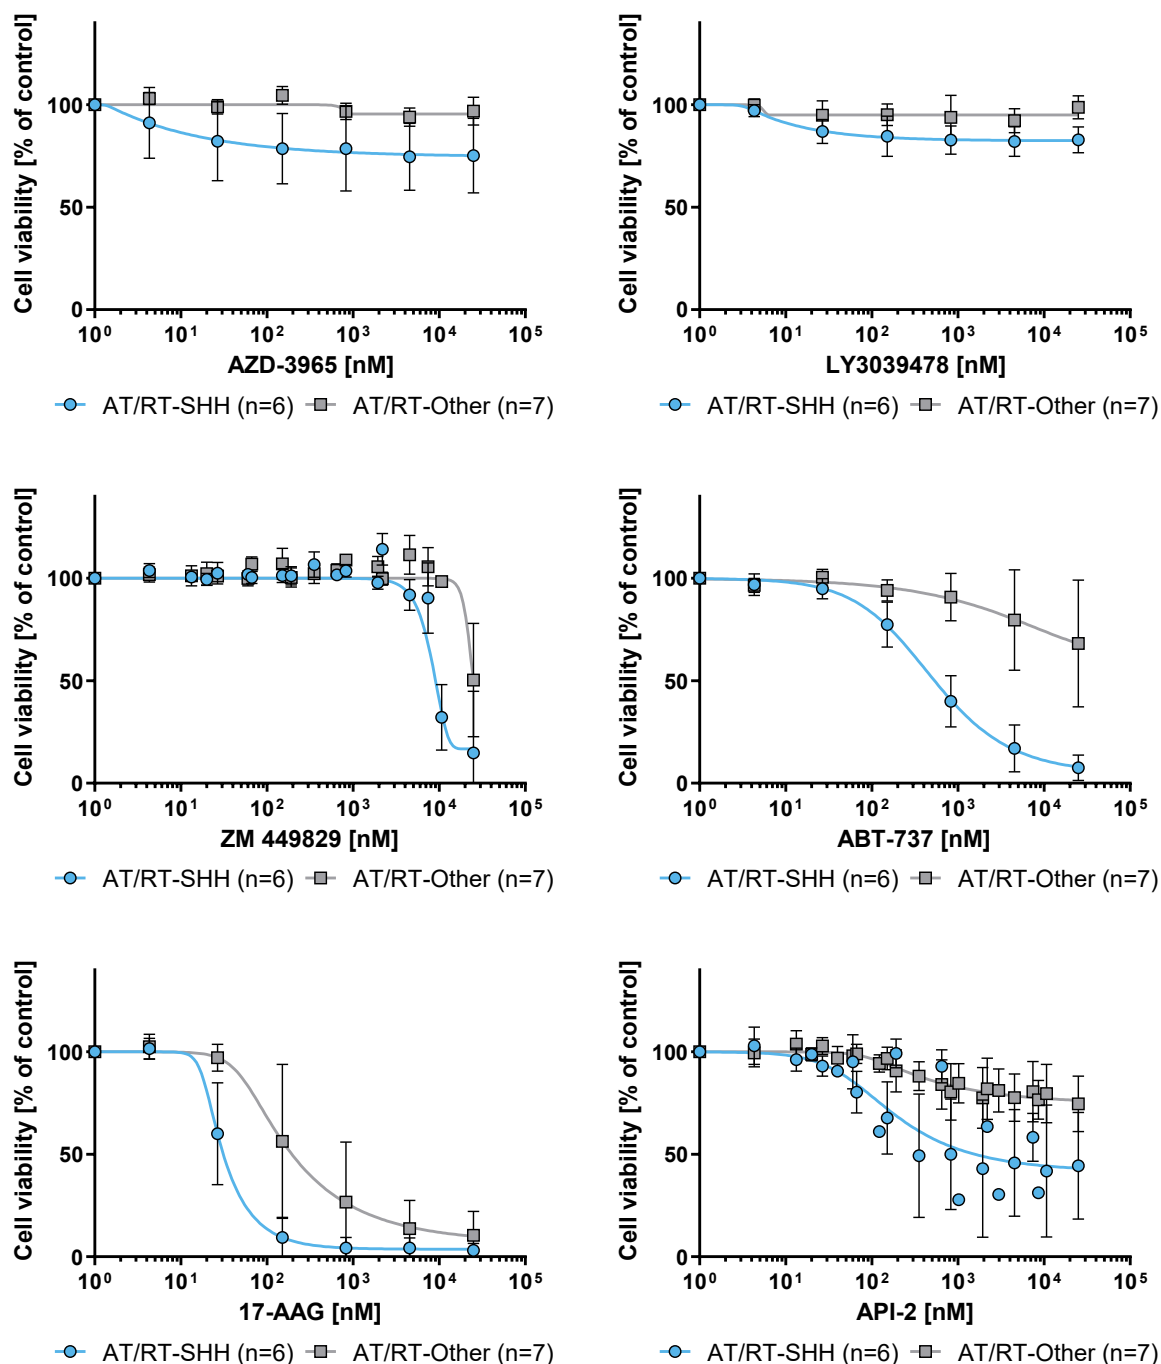 Cell viability [% of control]
100
50
0
10⁰ 10¹ 10² 10³ 10⁴ 10⁵
AZD-3965 [nM]
AT/RT-SHH (n=6) AT/RT-Other (n=7)
Cell viability [% of control]
100
50
0
10⁰ 10¹ 10² 10³ 10⁴ 10⁵
LY3039478 [nM]
AT/RT-SHH (n=6) AT/RT-Other (n=7)
Cell viability [% of control]
100
50
0
10⁰ 10¹ 10² 10³ 10⁴ 10⁵
ZM 449829 [nM]
AT/RT-SHH (n=6) AT/RT-Other (n=7)
Cell viability [% of control]
100
50
0
10⁰ 10¹ 10² 10³ 10⁴ 10⁵
ABT-737 [nM]
AT/RT-SHH (n=6) AT/RT-Other (n=7)
Cell viability [% of control]
100
50
0
10⁰ 10¹ 10² 10³ 10⁴ 10⁵
17-AAG [nM]
AT/RT-SHH (n=6) AT/RT-Other (n=7)
Cell viability [% of control]
100
50
0
10⁰ 10¹ 10² 10³ 10⁴ 10⁵
API-2 [nM]
AT/RT-SHH (n=6) AT/RT-Other (n=7)